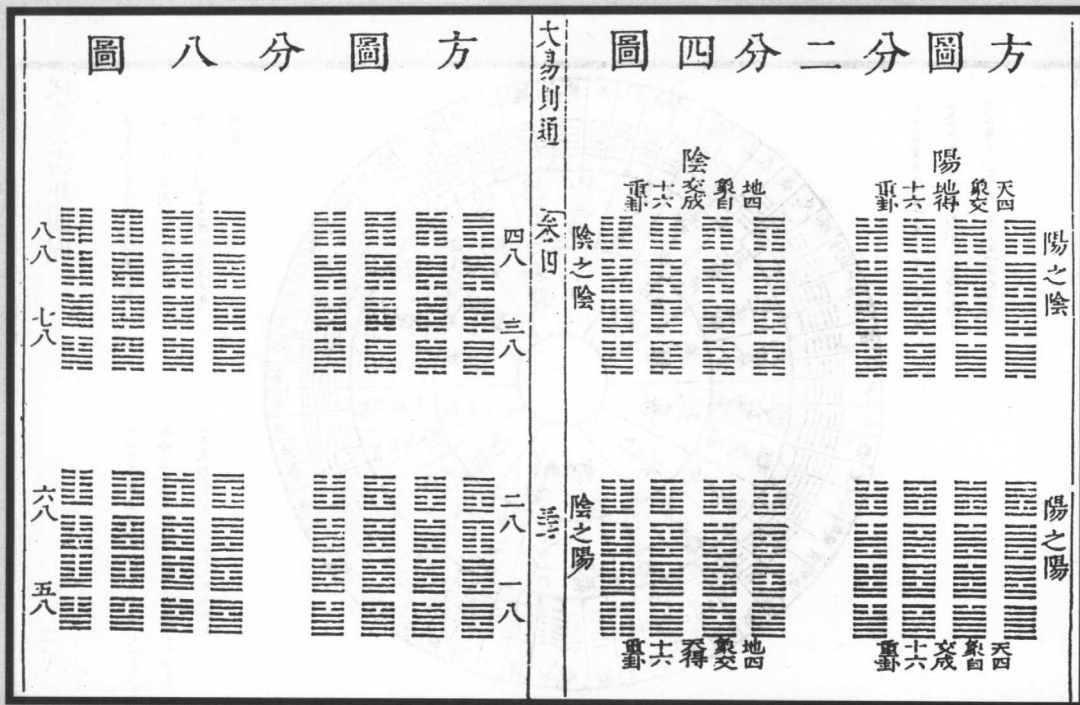 方圖分二分四圖
陽
天四象交地得十六重卦
陰
地四象自交成十六重卦
陽之陰
陰之陰
陽之陽
陰之陽
天四象自交成十六重卦
地四象交天得十六重卦
大易則通
卷四
方圖分八圖
四八
三八
八八
七八
二八
一八
六八
五八